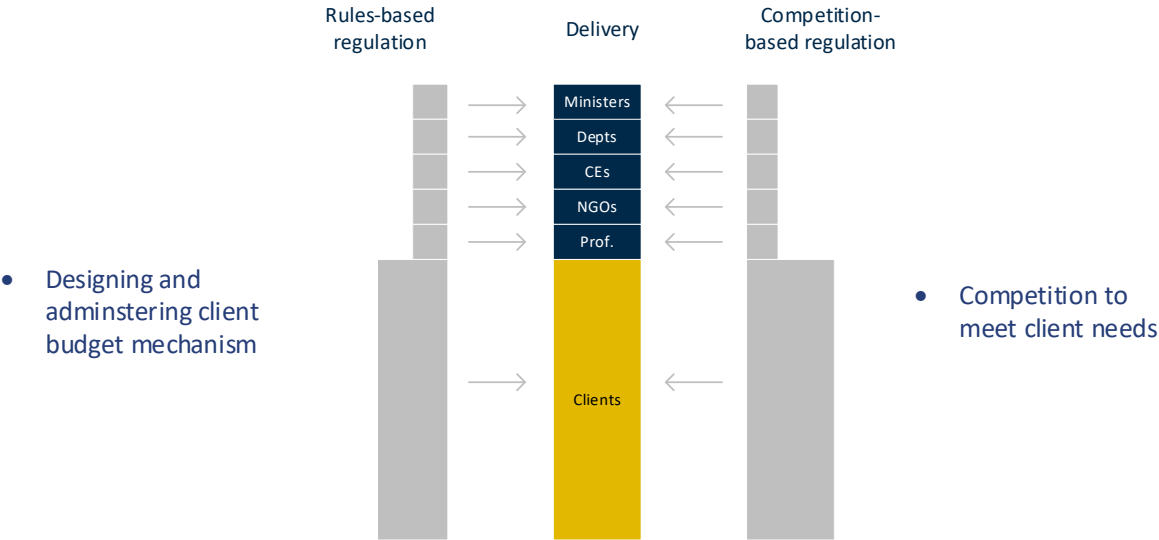 Rules-based
regulation
Delivery
Competition-
based regulation
Ministers
Depts
CEs
NGOs
Prof.
Clients
• Designing and
adminstering client
budget mechanism
• Competition to
meet client needs